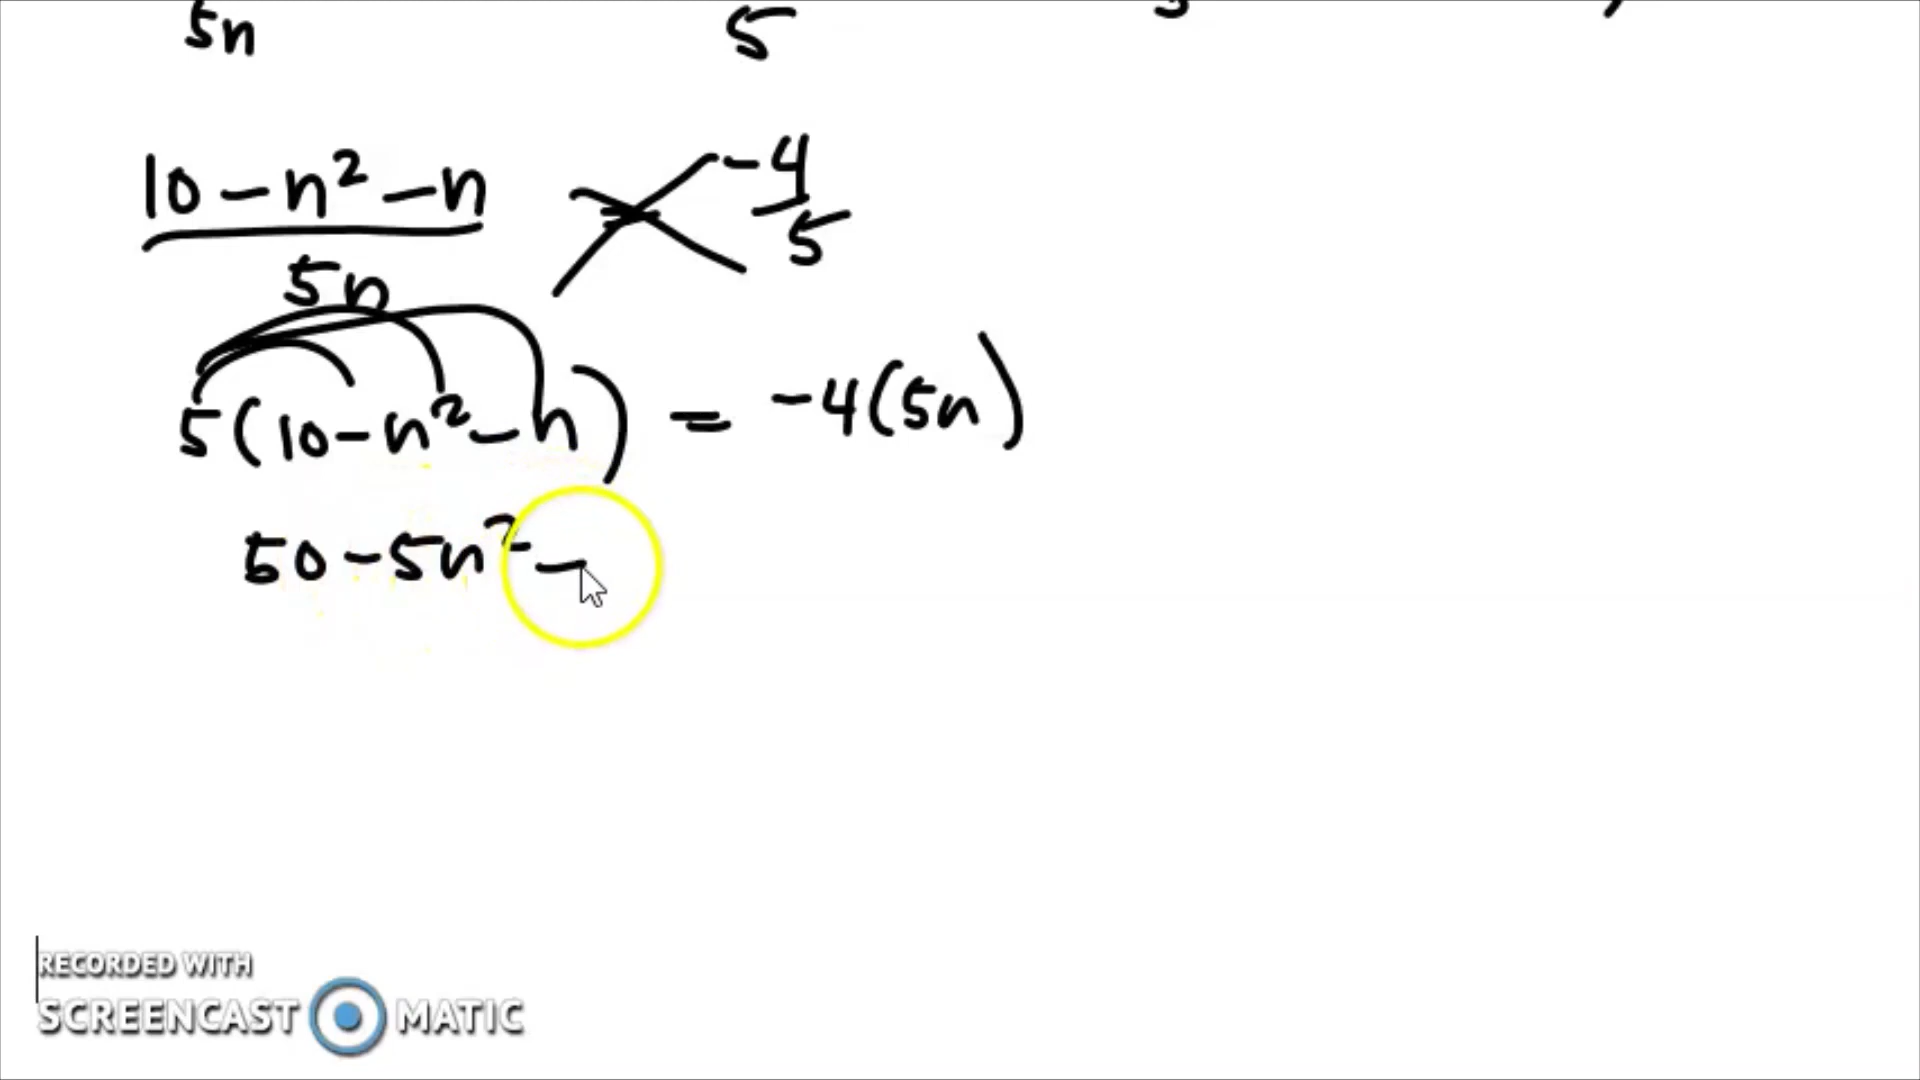 5n 5
10-n²-n -4
5n 5
5(10-n²-n) = -4(5n)
50-5n²-
RECORDED WITH
SCREENCAST MATIC